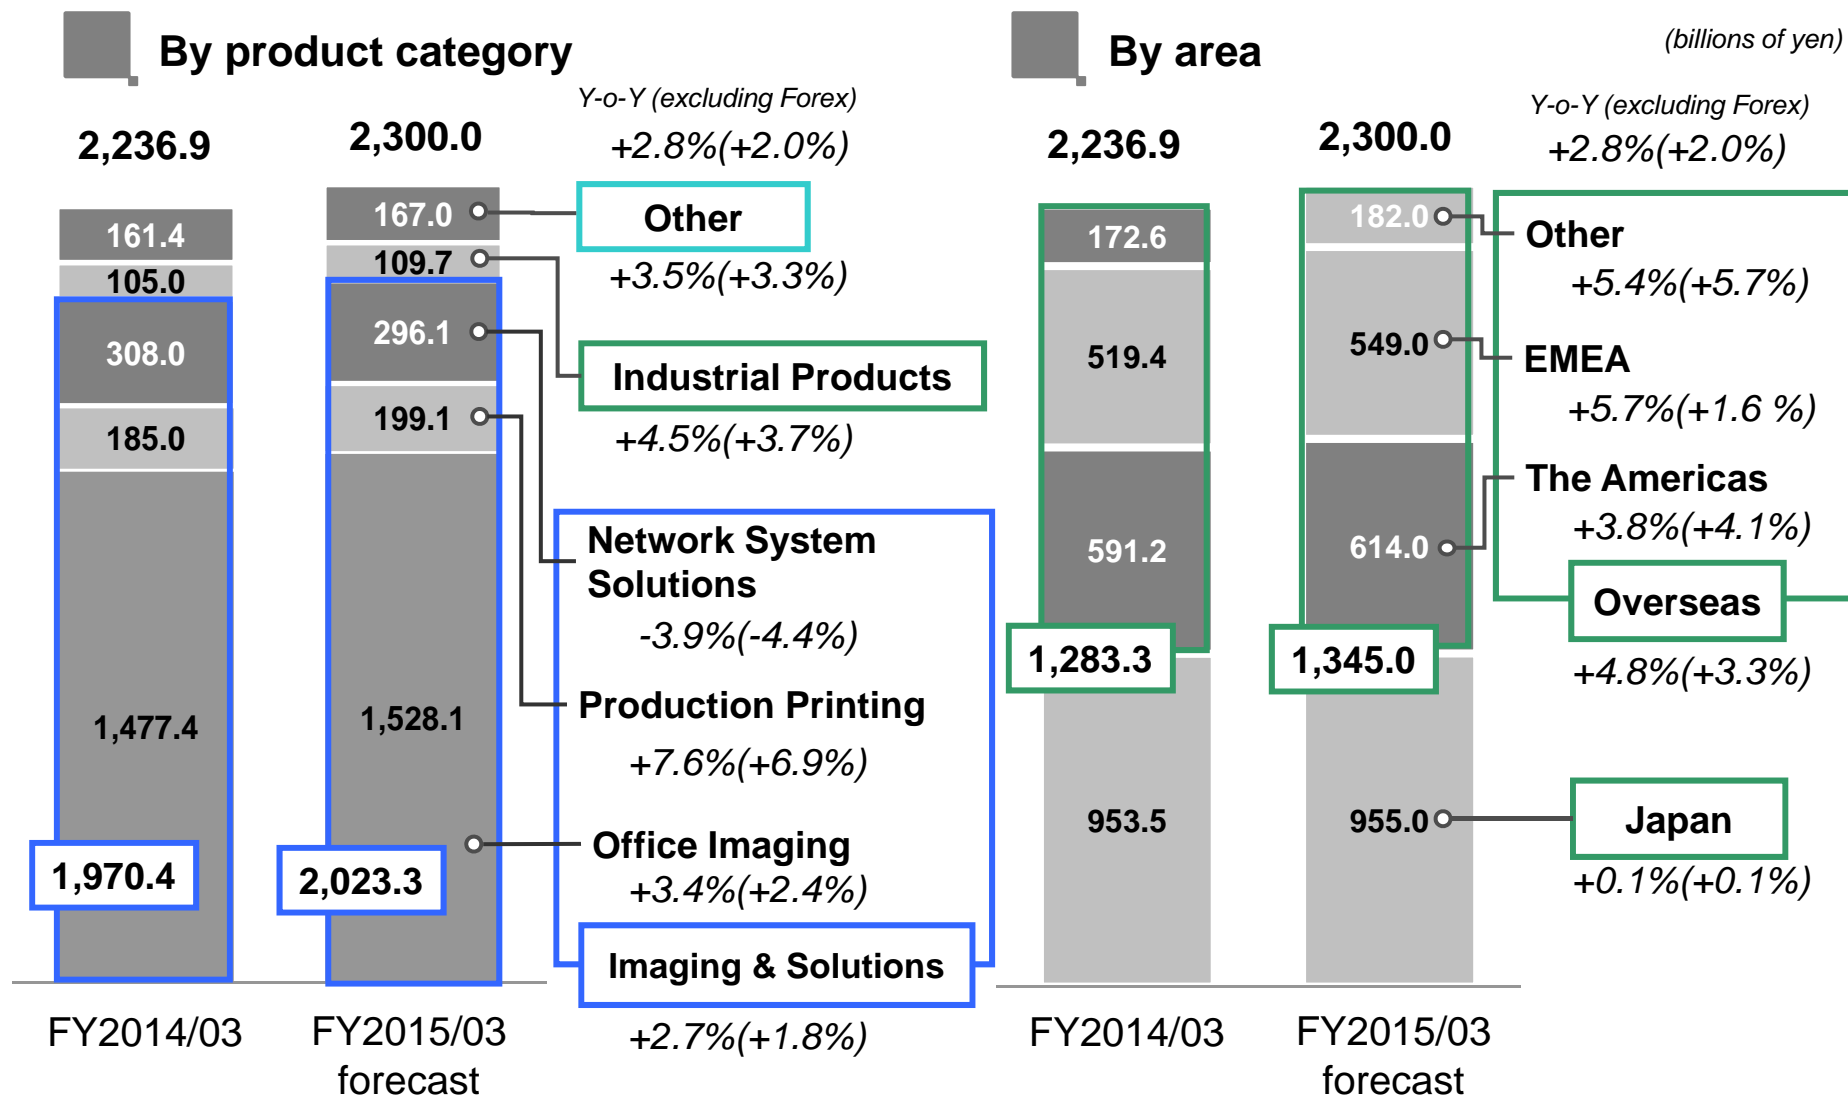 By product category
Y-o-Y (excluding Forex)
2,236.9
2,300.0
+2.8%(+2.0%)
161.4
105.0
308.0
185.0
1,477.4
1,970.4
167.0
109.7
296.1
199.1
1,528.1
2,023.3
Other
+3.5%(+3.3%)
Industrial Products
+4.5%(+3.7%)
Network System
Solutions
-3.9%(-4.4%)
Production Printing
+7.6%(+6.9%)
Office Imaging
+3.4%(+2.4%)
Imaging & Solutions
+2.7%(+1.8%)
FY2014/03
FY2015/03
forecast
By area
(billions of yen)
Y-o-Y (excluding Forex)
2,236.9
2,300.0
+2.8%(+2.0%)
172.6
519.4
591.2
1,283.3
953.5
182.0
549.0
614.0
1,345.0
955.0
Other
+5.4%(+5.7%)
EMEA
+5.7%(+1.6 %)
The Americas
+3.8%(+4.1%)
Overseas
+4.8%(+3.3%)
Japan
+0.1%(+0.1%)
FY2014/03
FY2015/03
forecast